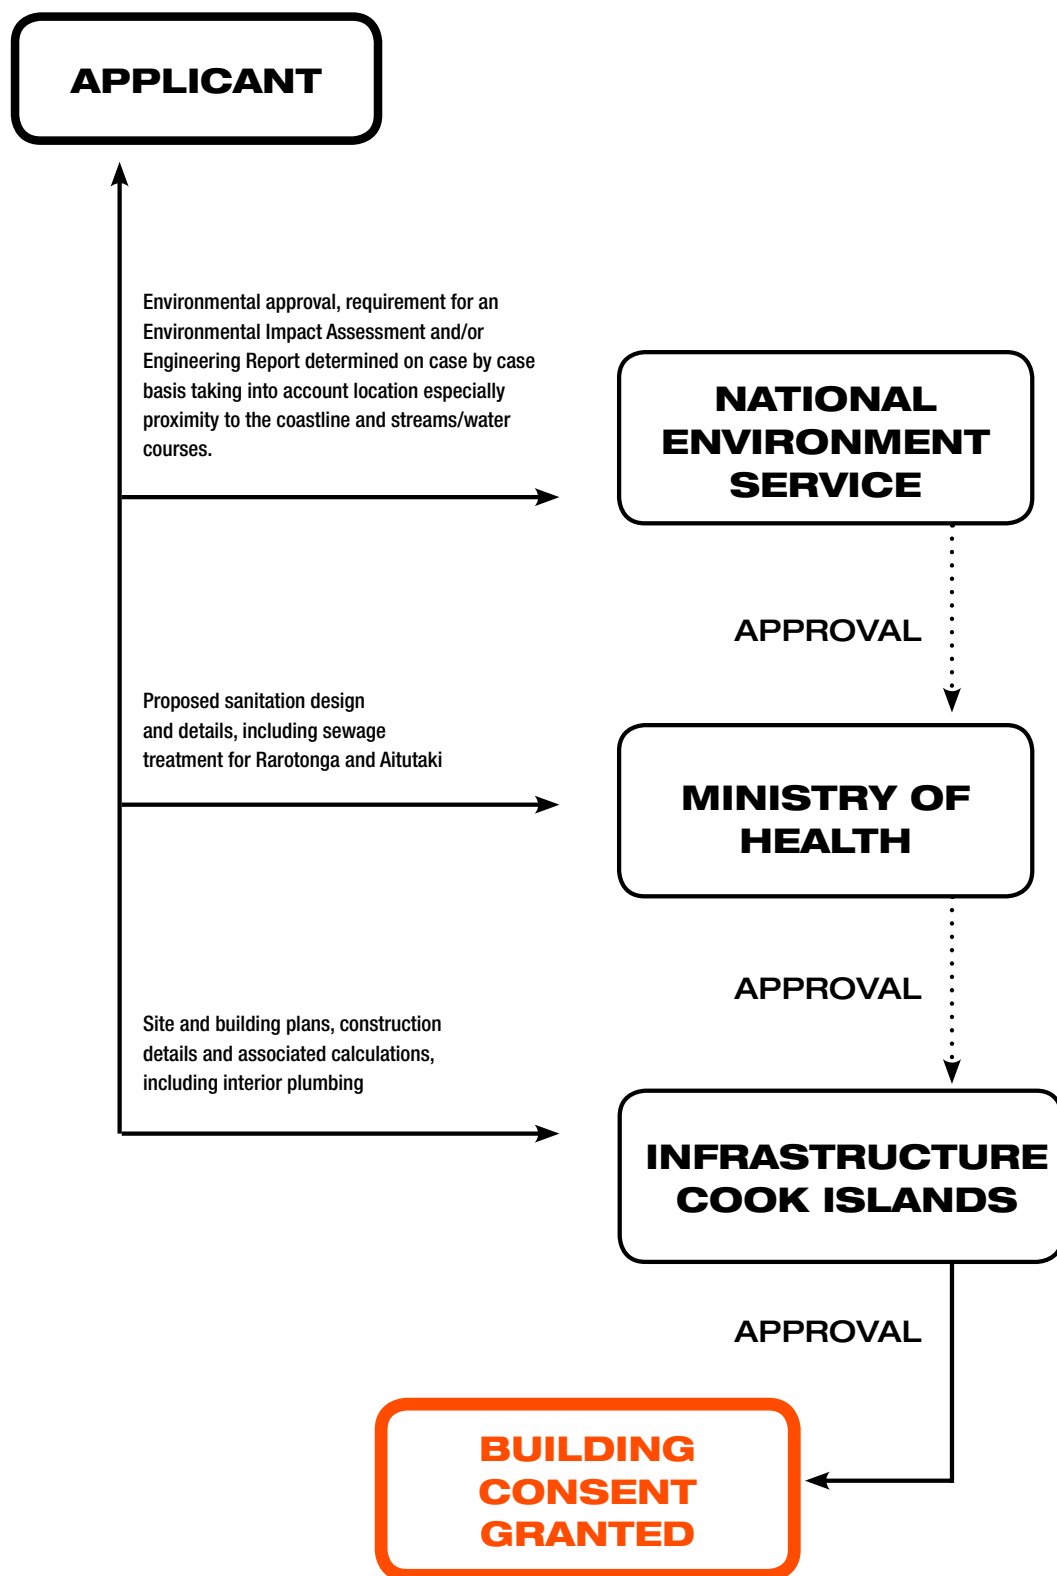 APPLICANT
Environmental approval, requirement for an
Environmental Impact Assessment and/or
Engineering Report determined on case by case
basis taking into account location especially
proximity to the coastline and streams/water
courses.
NATIONAL
ENVIRONMENT
SERVICE
APPROVAL
Proposed sanitation design
and details, including sewage
treatment for Rarotonga and Aitutaki
MINISTRY OF
HEALTH
APPROVAL
Site and building plans, construction
details and associated calculations,
including interior plumbing
INFRASTRUCTURE
COOK ISLANDS
APPROVAL
BUILDING
CONSENT
GRANTED